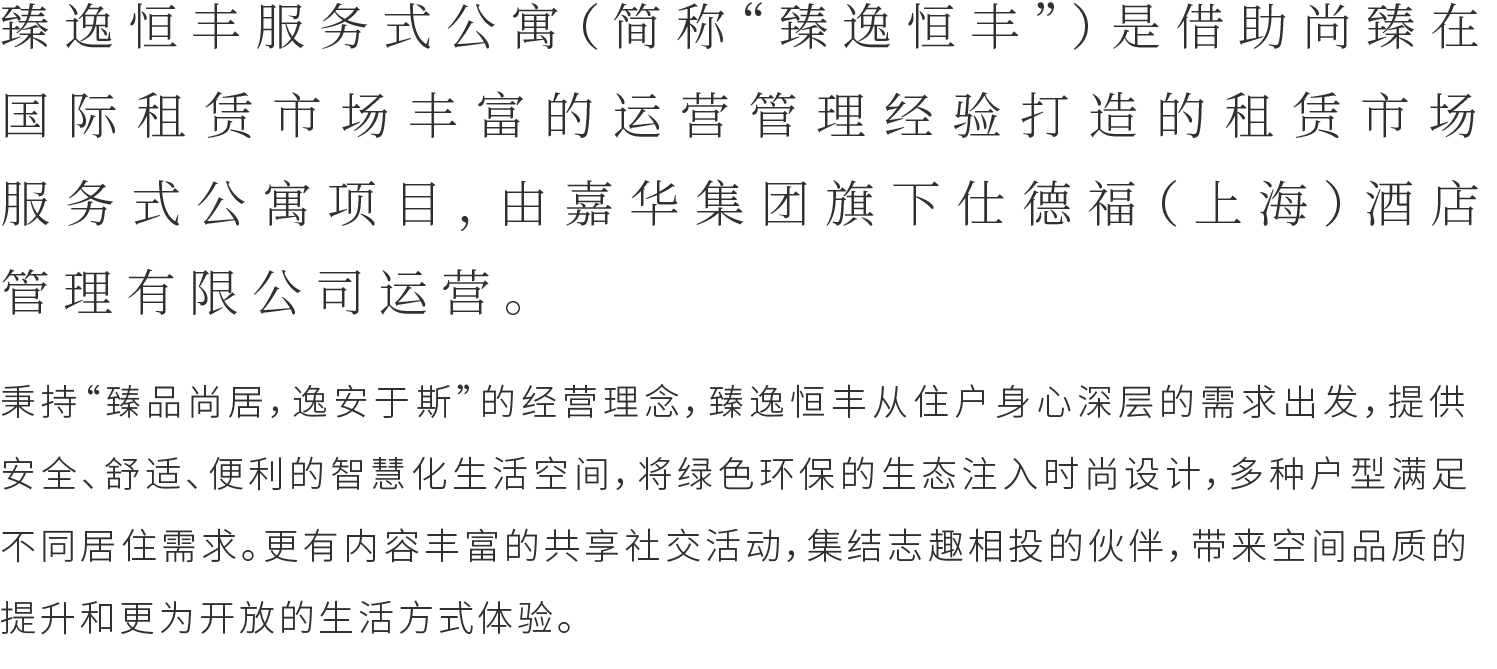 臻逸恒丰服务式公寓(简称“臻逸恒丰”)是借助尚臻在
国际租赁市场丰富的运营管理经验打造的租赁市场
服务式公寓项目,由嘉华集团旗下仕德福(上海)酒店
管理有限公司运营。
秉持“臻品尚居,逸安于斯”的经营理念,臻逸恒丰从住户身心深层的需求出发,提供
安全、舒适、便利的智慧化生活空间,将绿色环保的生态注入时尚设计,多种户型满足
不同居住需求。更有内容丰富的共享社交活动,集结志趣相投的伙伴,带来空间品质的
提升和更为开放的生活方式体验。